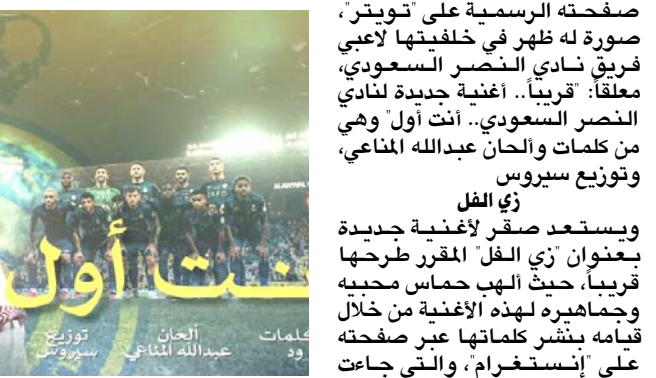 صفحته الرسمية على "تويتر"،
صورة له ظهر في خلفيتها لاعبي
فريق نادي النصر السعودي،
معلقاً: "قريباً.. أغنية جديدة لنادي
النصر السعودي.. أنت أول" وهي
من كلمات وألحان عبدالله المناعي،
وتوزيع سيروس
زي الفل
ويستعد صقر لأغنية جديدة
بعنوان "زي الفل" المقرر طرحها
قريباً، حيث ألهب حماس محبيه
وجماهيره لهذه الأغنية من خلال
قيامه بنشر كلماتها عبر صفحته
على "إنستغرام"، والتي جاءت
نت أول
كلمات
ود
ألحان
عبدالله المناعي
توزيع
سيروس